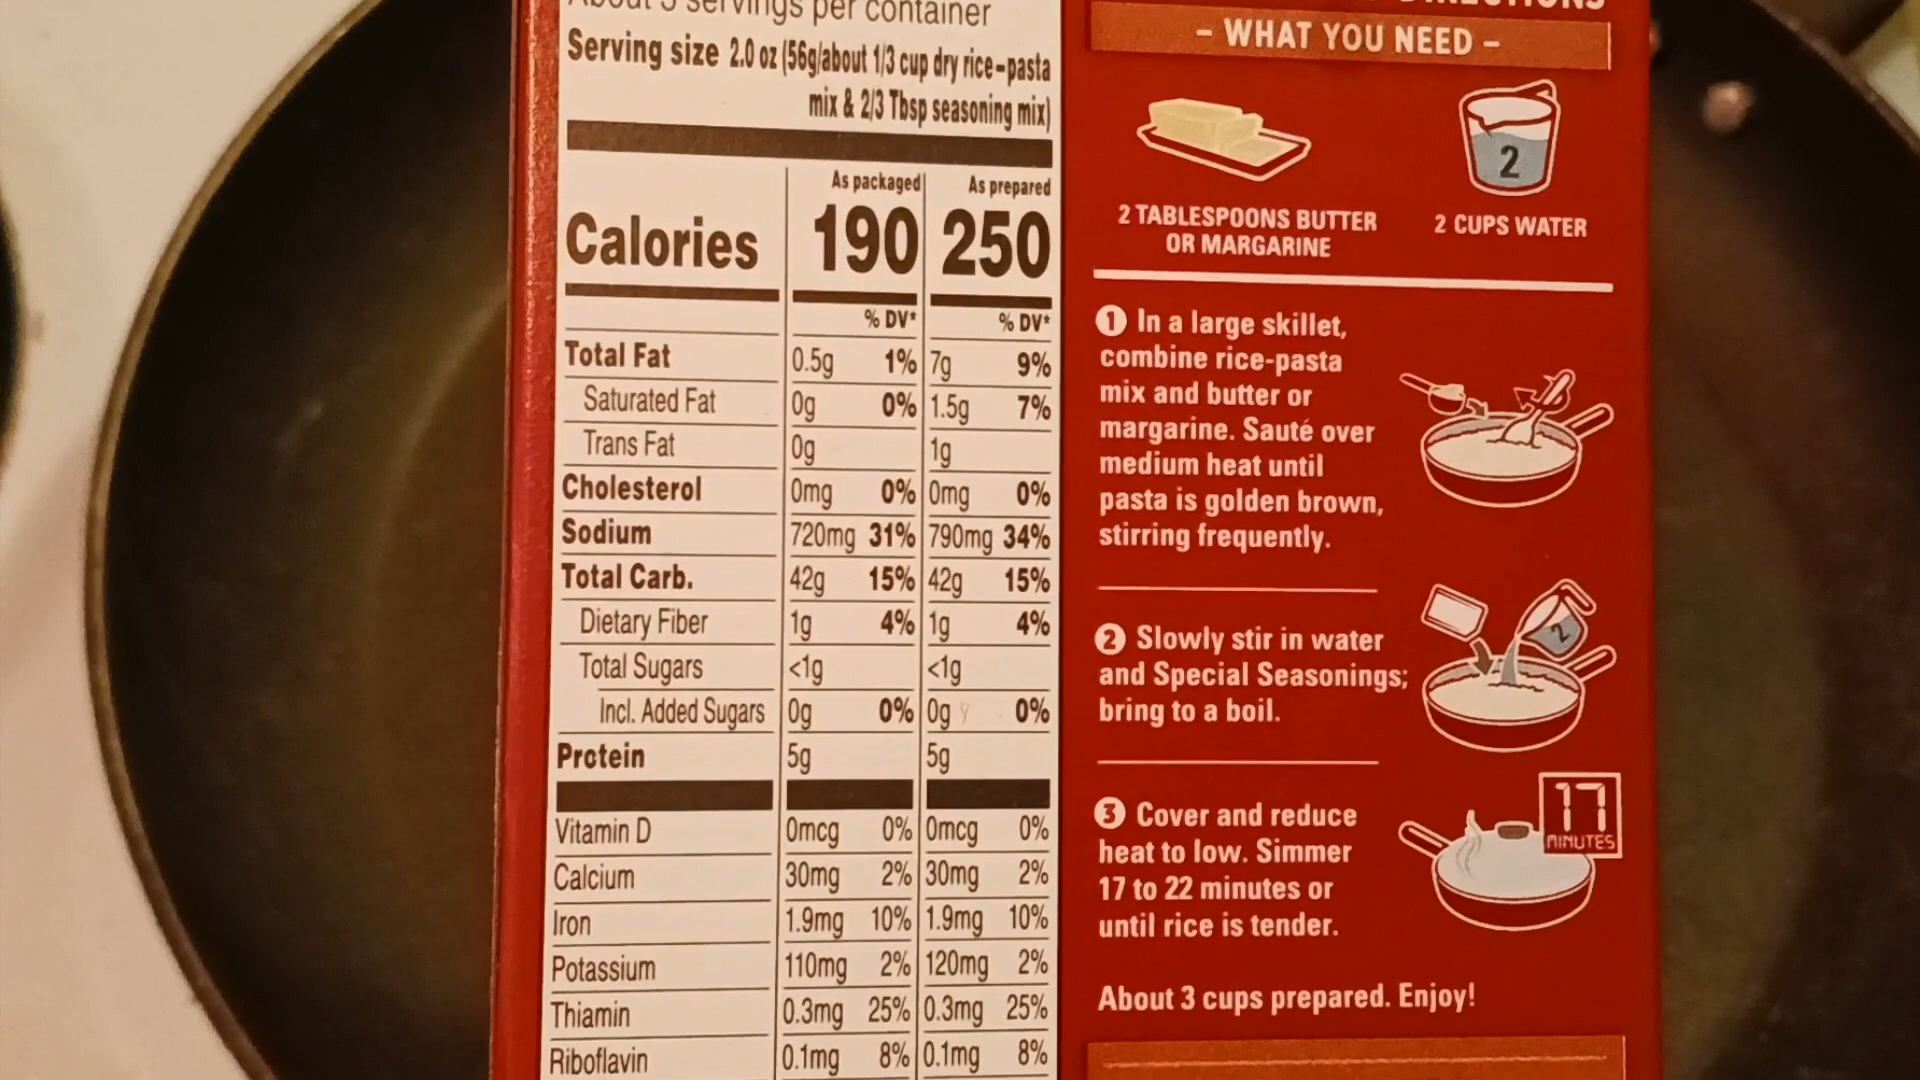 servings per container
Serving size 2.0 oz (56g/about 1/3 cup dry rice-pasta
mix & 2/3 Tbsp seasoning mix)
As packaged As prepared
Calories 190 250
% DV* % DV*
Total Fat 0.5g 1% 7g 9%
Saturated Fat 0g 0% 1.5g 7%
Trans Fat 0g 1g
Cholesterol 0mg 0% 0mg 0%
Sodium 720mg 31% 790mg 34%
Total Carb. 42g 15% 42g 15%
Dietary Fiber 1g 4% 1g 4%
Total Sugars <1g <1g
Incl. Added Sugars 0g 0% 0g 0%
Protein 5g 5g
Vitamin D 0mcg 0% 0mcg 0%
Calcium 30mg 2% 30mg 2%
Iron 1.9mg 10% 1.9mg 10%
Potassium 110mg 2% 120mg 2%
Thiamin 0.3mg 25% 0.3mg 25%
Riboflavin 0.1mg 8% 0.1mg 8%
DIRECTIONS
- WHAT YOU NEED -
2
2 TABLESPOONS BUTTER
OR MARGARINE
2 CUPS WATER
1 In a large skillet,
combine rice-pasta
mix and butter or
margarine. Sauté over
medium heat until
pasta is golden brown,
stirring frequently.
2 Slowly stir in water
and Special Seasonings;
bring to a boil.
2
3 Cover and reduce
heat to low. Simmer
17 to 22 minutes or
until rice is tender.
17
MINUTES
About 3 cups prepared. Enjoy!